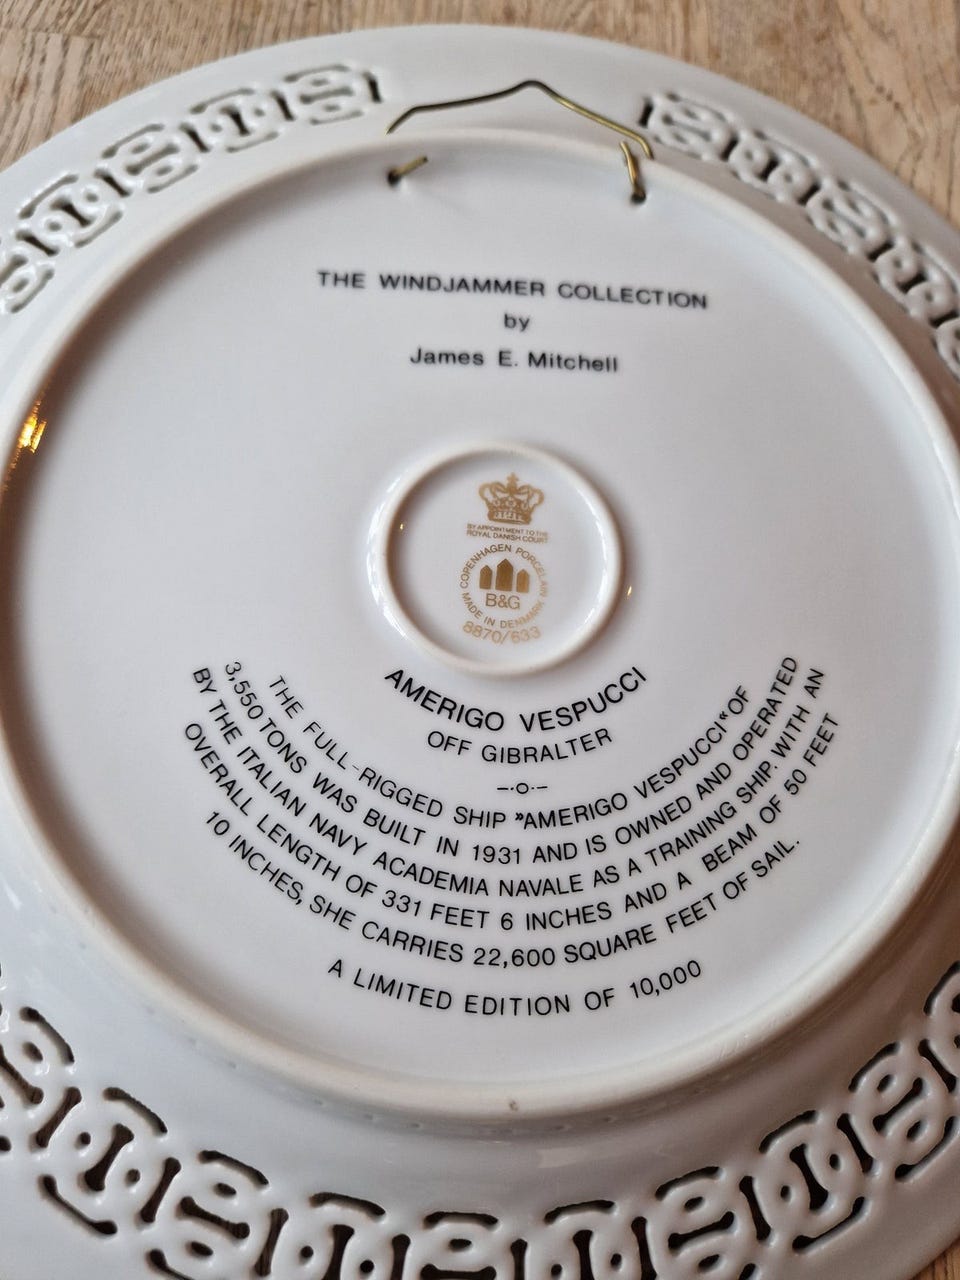 THE WINDJAMMER COLLECTION
by
James E. Mitchell
BY APPOINTMENT TO THE
ROYAL DANISH COURT
COPENHAGEN PORCELAIN
B&G
MADE IN DENMARK
8870/633
AMERIGO VESPUCCI
OFF GIBRALTER
THE FULL-RIGGED SHIP »AMERIGO VESPUCCI« OF
3,550 TONS WAS BUILT IN 1931 AND IS OWNED AND OPERATED
BY THE ITALIAN NAVY ACADEMIA NAVALE AS A TRAINING SHIP. WITH AN
OVERALL LENGTH OF 331 FEET 6 INCHES AND A BEAM OF 50 FEET
10 INCHES, SHE CARRIES 22,600 SQUARE FEET OF SAIL.
A LIMITED EDITION OF 10,000